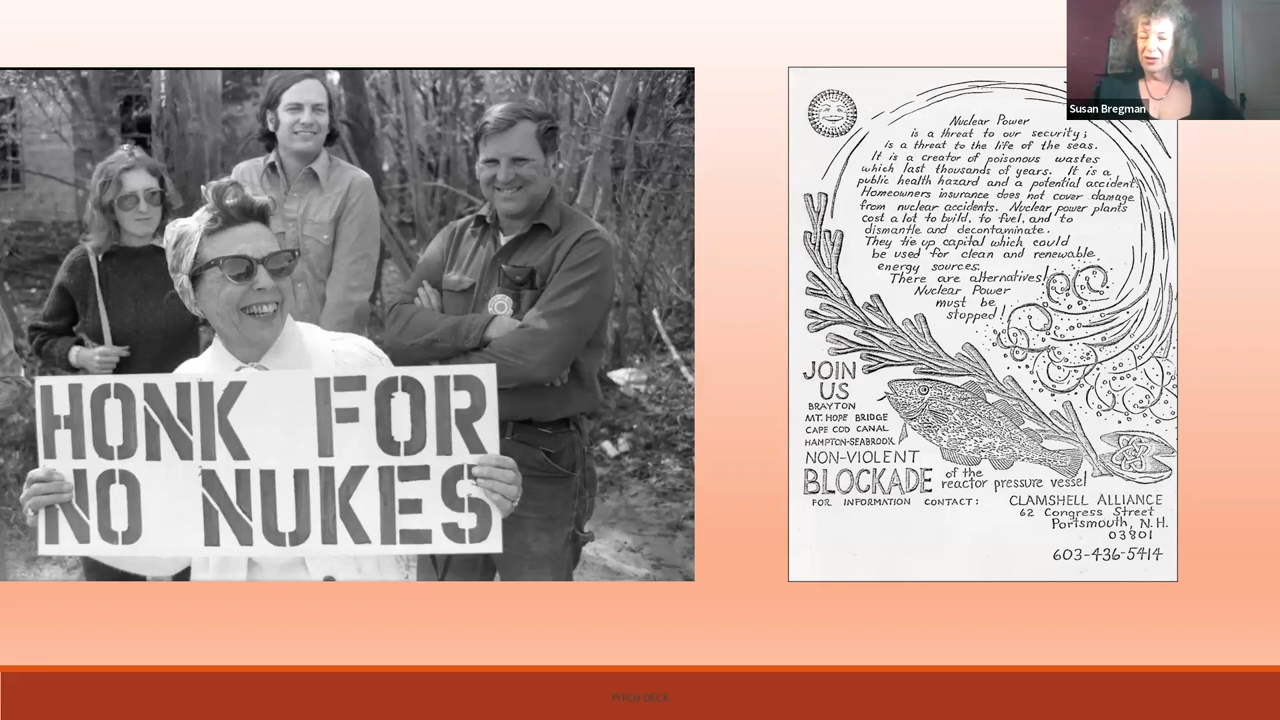 HONK FOR
NO NUKES
Susan Bregman
Nuclear Power
is a threat to our security;
is a threat to the life of the seas.
It is a creator of poisonous wastes
which last thousands of years. It is a
public health hazard and a potential accident.
Homeowners insurance does not cover damage
from nuclear accidents. Nuclear power plants
cost a lot to build, to fuel, and to
dismantle and decontaminate.
They tie up capital which could
be used for clean and renewable
energy sources.
There are alternatives!
Nuclear Power
must be
stopped!
JOIN
US
BRAYTON
MT. HOPE BRIDGE
CAPE COD CANAL
HAMPTON-SEABROOK
NON-VIOLENT
BLOCKADE of the
reactor pressure vessel
FOR INFORMATION CONTACT:
CLAMSHELL ALLIANCE
62 Congress Street
Portsmouth, N.H.
03801
603-436-5414
PITCH DECK